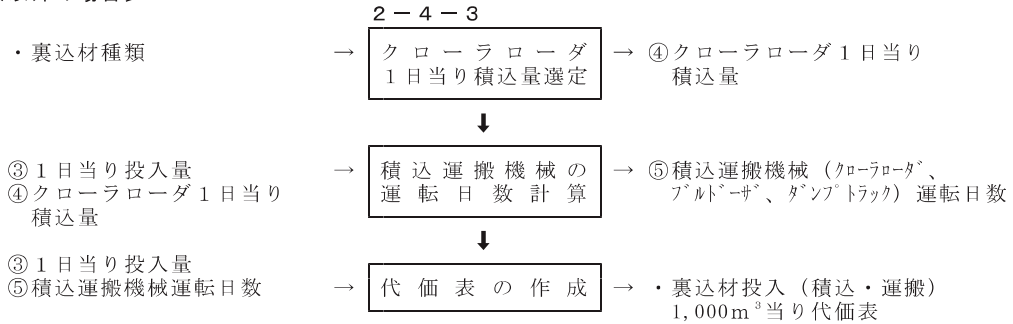 2－4－3
・裏込材種類 → クローラローダ → ④クローラローダ1日当り
1日当り積込量選定 積込量
⬇
③1日当り投入量 → 積込運搬機械の → ⑤積込運搬機械（ｸﾛｰﾗﾛｰﾀﾞ、
④クローラローダ1日当り 運転日数計算 ﾌﾞﾙﾄﾞｰｻﾞ、ﾀﾞﾝﾌﾟﾄﾗｯｸ）運転日数
積込量
⬇
③1日当り投入量
⑤積込運搬機械運転日数 → 代価表の作成 → ・裏込材投入（積込・運搬）
1,000m³当り代価表